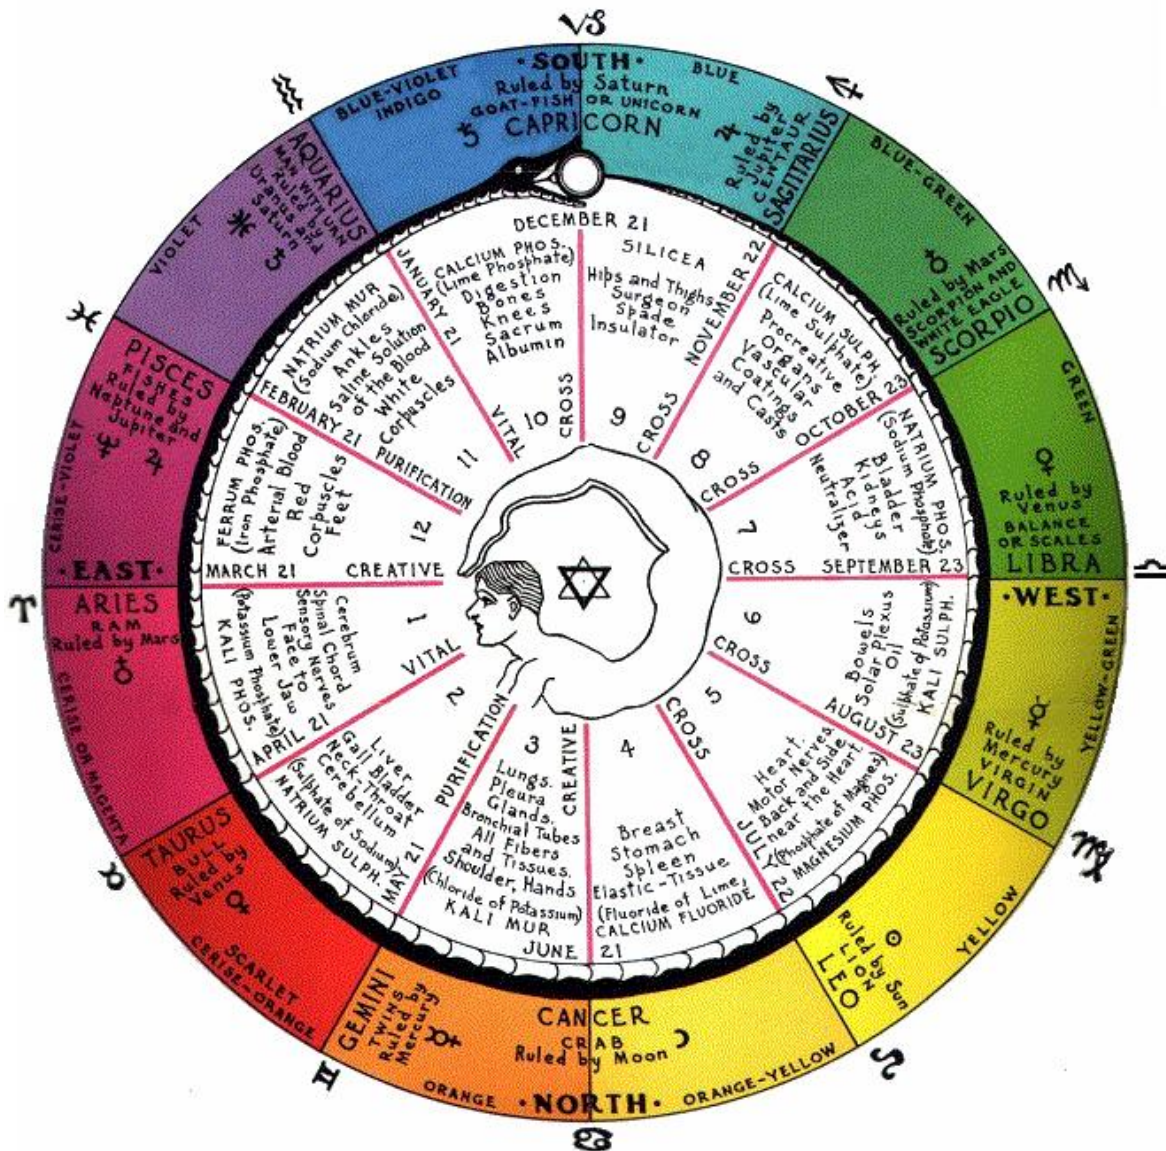 ·SOUTH·
Ruled by Saturn
GOAT-FISH OR UNICORN
CAPRICORN
BLUE
Ruled by
Jupiter
CENTAUR
SAGITTARIUS
BLUE-GREEN
Ruled by Mars
SCORPION AND
WHITE EAGLE
SCORPIO
GREEN
Ruled by
Venus
BALANCE
OR SCALES
LIBRA
·WEST·
YELLOW-GREEN
Ruled by
Mercury
VIRGIN
VIRGO
YELLOW
Ruled by Sun
LION
LEO
ORANGE-YELLOW
CANCER
CRAB
Ruled by Moon
·NORTH·
ORANGE
GEMINI
TWINS
Ruled by
Mercury
SCARLET
CERISE-ORANGE
TAURUS
BULL
Ruled by
Venus
CERISE OR MAGENTA
ARIES
RAM
Ruled by Mars
·EAST·
CERISE-VIOLET
PISCES
FISHES
Ruled by
Neptune and
Jupiter
VIOLET
AQUARIUS
MAN WITH URN
Ruled by
Uranus and
Saturn
BLUE-VIOLET
INDIGO
DECEMBER 21
SILICEA
Hips and Thighs
Surgeon
Spade
Insulator
9
CROSS
NOVEMBER 22
CALCIUM SULPH.
(Lime Sulphate)
Procreative
Organs
Vascular
Coatings
and Casts
8
CROSS
OCTOBER 23
NATRIUM PHOS.
(Sodium Phosphate)
Bladder
Kidneys
Acid
Neutralizer
7
CROSS SEPTEMBER 23
KALI SULPH.
(Sulphate of Potassium)
Oil
Solar Plexus
Bowels
6
CROSS
AUGUST 23
Heart.
Motor Nerves.
Back and Side
near the Heart.
(Phosphate of Magnes)
MAGNESIUM PHOS.
5
CROSS
JULY 22
4
Breast
Stomach
Spleen
Elastic-Tissue
(Fluoride of Lime,
CALCIUM FLUORIDE
CREATIVE
JUNE 21
3
Lungs.
Pleura
Glands.
Bronchial Tubes
All Fibers
and Tissues.
Shoulder, Hands
(Chloride of Potassium)
KALI MUR
PURIFICATION
MAY 21
2
Liver
Gall Bladder
Neck, Throat
Cerebellum
(Sulphate of Sodium)
NATRIUM SULPH.
VITAL
APRIL 21
1
Cerebrum
Spinal Chord
Sensory Nerves
Face to
Lower Jaw
(Potassium Phosphate)
KALI PHOS.
MARCH 21 CREATIVE
12
FERRUM PHOS.
(Iron Phosphate)
Arterial Blood
Red
Corpuscles
Feet
FEBRUARY 21
PURIFICATION
11
NATRIUM MUR
(Sodium Chloride)
Ankles
Saline Solution
of the Blood
White
Corpuscles
JANUARY 21
VITAL
10
CROSS
CALCIUM PHOS.
(Lime Phosphate)
Digestion
Bones
Knees
Sacrum
Albumin